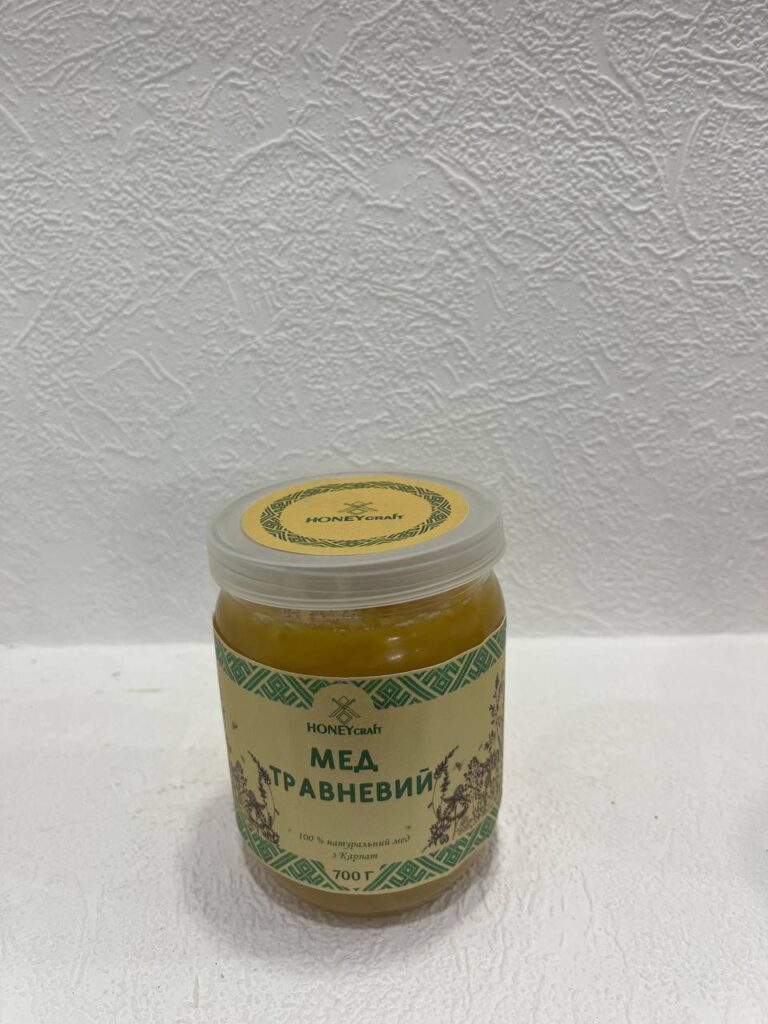 HONEYcraft
HONEYcraft
МЕД
ТРАВНЕВИЙ
100 % натуральний мед
з Карпат
700 Г